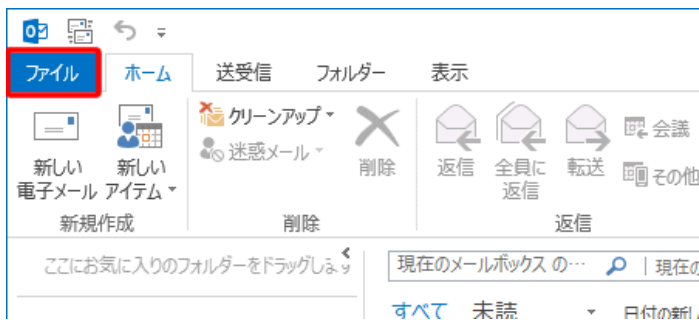 ファイル ホーム 送受信 フォルダー 表示
クリーンアップ 会議
迷惑メール
新しい 新しい 削除 返信 全員に 転送 その他
電子メール アイテム 返信
新規作成 削除 返信
ここにお気に入りのフォルダーをドラッグします 現在のメールボックス の… 現在の
すべて 未読 日付の新し